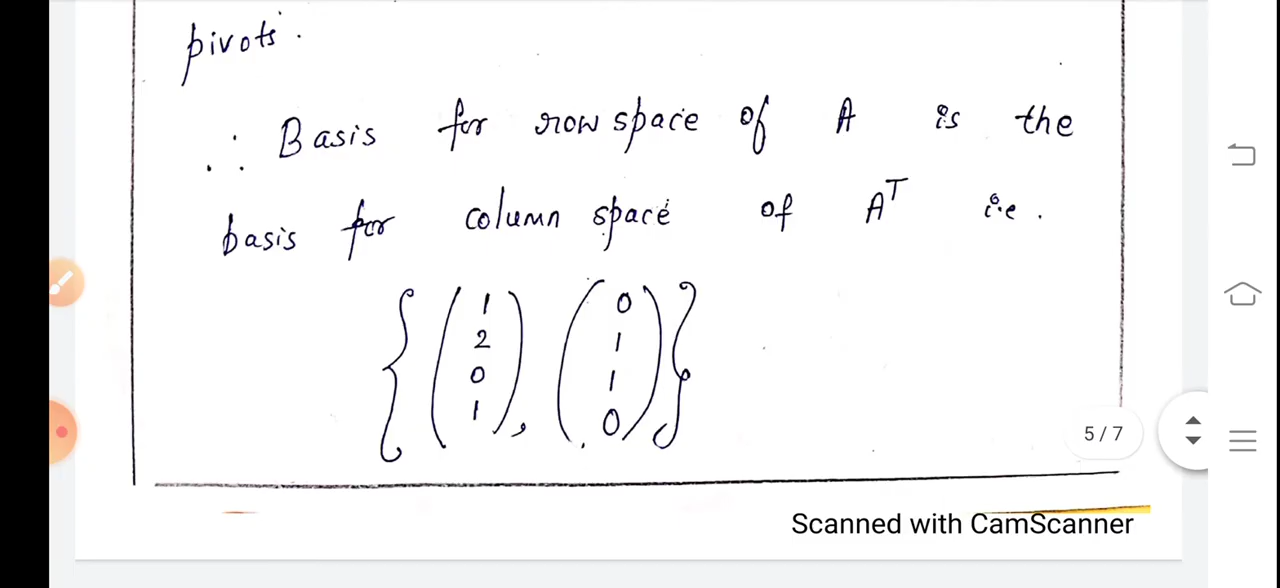 pivots.
∴ Basis for row space of A is the
basis for column space of Aᵀ i.e.
{(1 2 0 1), (0 1 1 0)}
5 / 7
Scanned with CamScanner